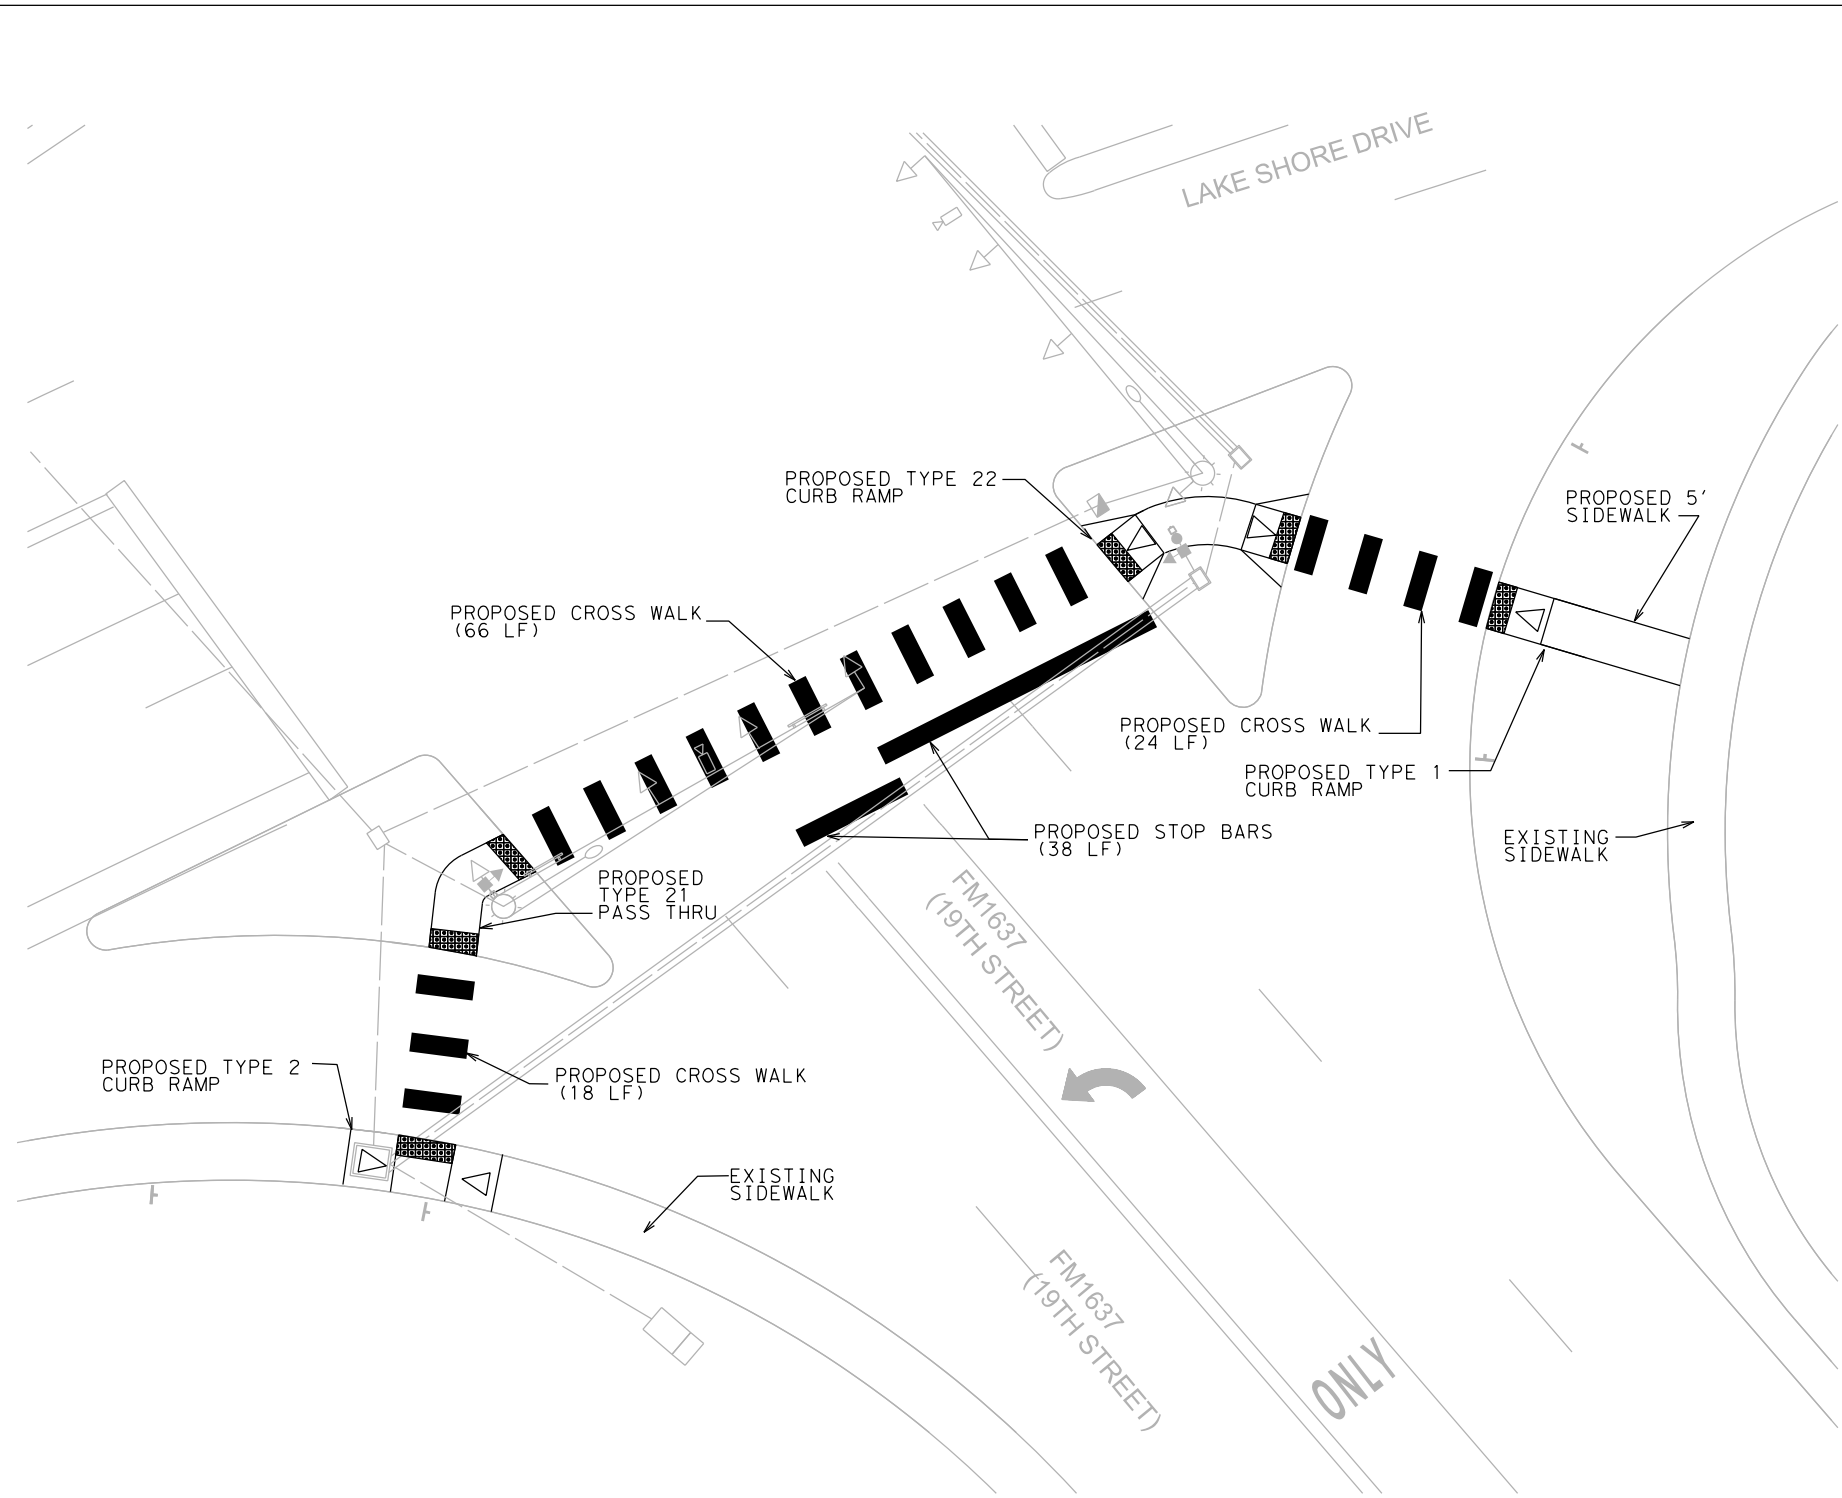 LAKE SHORE DRIVE
PROPOSED TYPE 22
CURB RAMP
PROPOSED 5'
SIDEWALK
PROPOSED CROSS WALK
(66 LF)
PROPOSED CROSS WALK
(24 LF)
PROPOSED TYPE 1
CURB RAMP
PROPOSED STOP BARS
(38 LF)
EXISTING
SIDEWALK
PROPOSED
TYPE 21
PASS THRU
FM1637
(19TH STREET)
PROPOSED TYPE 2
CURB RAMP
PROPOSED CROSS WALK
(18 LF)
EXISTING
SIDEWALK
FM1637
(19TH STREET)
ONLY